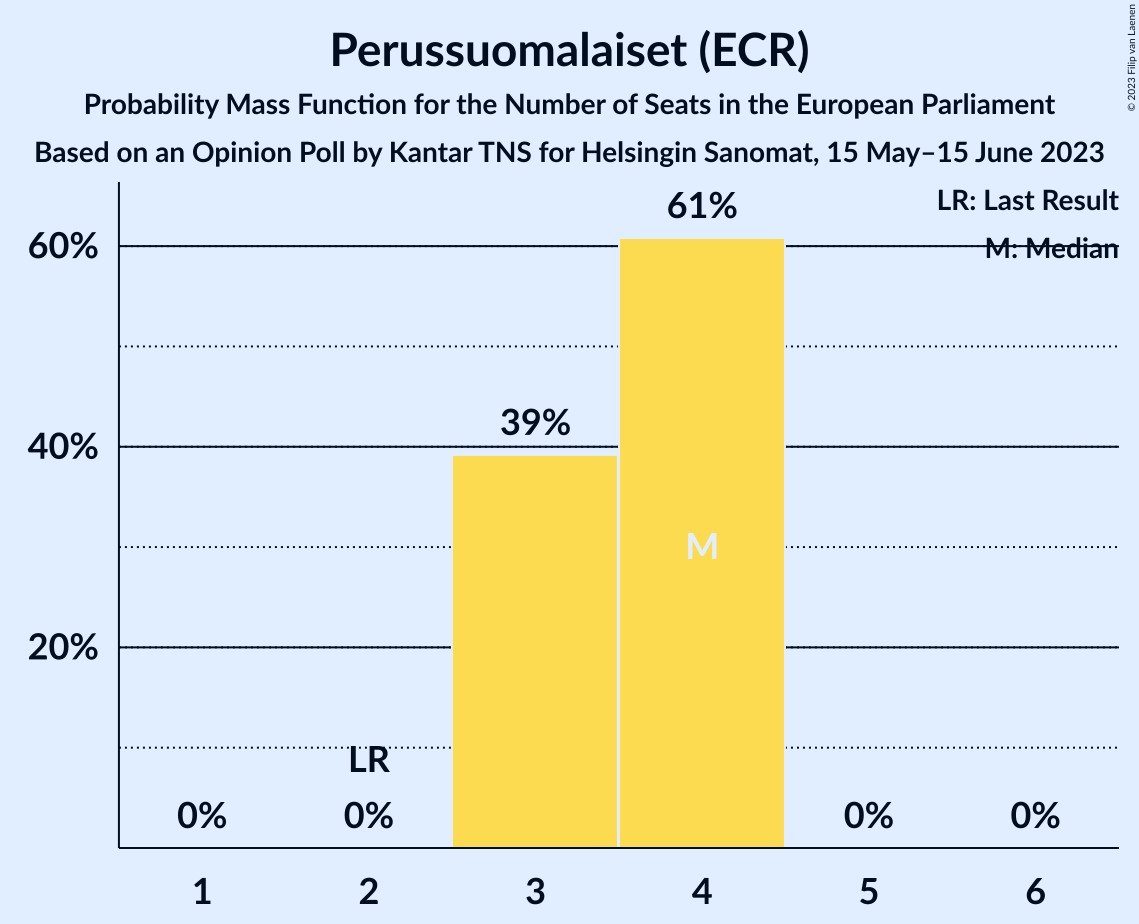 Perussuomalaiset (ECR)
Probability Mass Function for the Number of Seats in the European Parliament
Based on an Opinion Poll by Kantar TNS for Helsingin Sanomat, 15 May–15 June 2023
© 2023 Filip van Laenen
LR: Last Result
M: Median
61%
60%
39%
40%
M
20%
LR
0% 0% 0% 0%
1 2 3 4 5 6